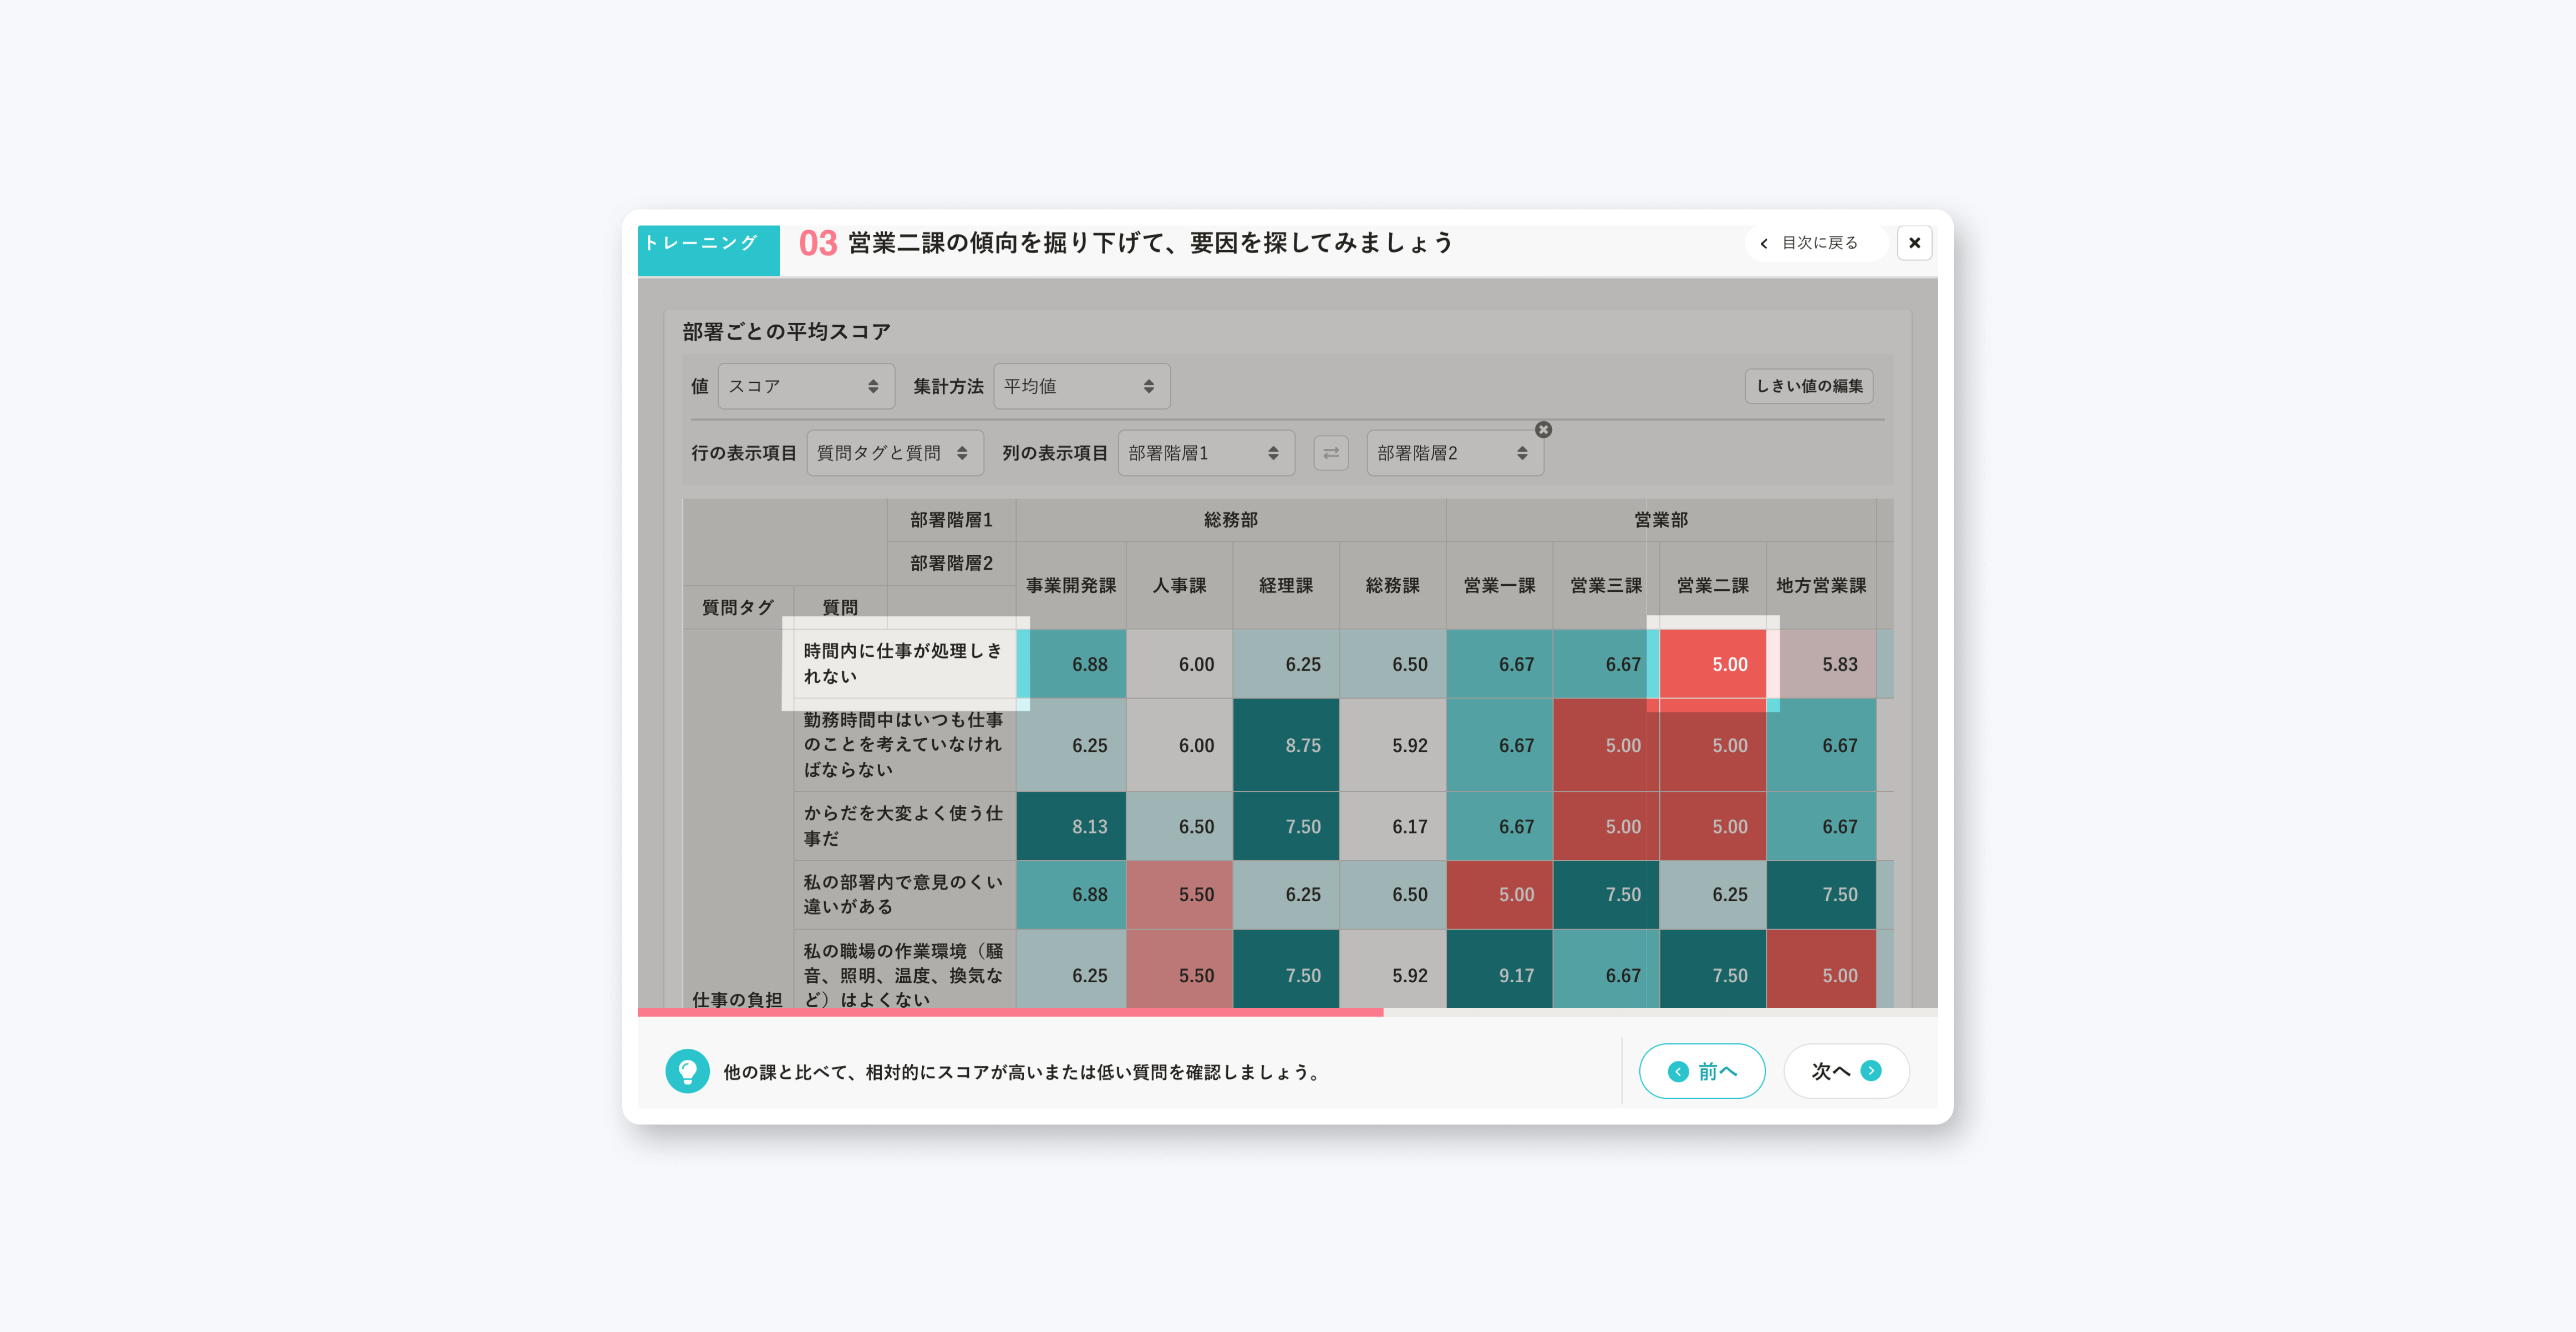 トレーニング
03 営業二課の傾向を掘り下げて、要因を探してみましょう
目次に戻る
部署ごとの平均スコア
値 スコア 集計方法 平均値 しきい値の編集
行の表示項目 質問タグと質問 列の表示項目 部署階層1 部署階層2
部署階層1 総務部 営業部
部署階層2
事業開発課 人事課 経理課 総務課 営業一課 営業三課 営業二課 地方営業課
質問タグ 質問
時間内に仕事が処理しき
れない
6.88 6.00 6.25 6.50 6.67 6.67 5.00 5.83
勤務時間中はいつも仕事
のことを考えていなけれ
ばならない
6.25 6.00 8.75 5.92 6.67 5.00 5.00 6.67
からだを大変よく使う仕
事だ
8.13 6.50 7.50 6.17 6.67 5.00 5.00 6.67
私の部署内で意見のくい
違いがある
6.88 5.50 6.25 6.50 5.00 7.50 6.25 7.50
私の職場の作業環境（騒
音、照明、温度、換気な
ど）はよくない
6.25 5.50 7.50 5.92 9.17 6.67 7.50 5.00
仕事の負担
他の課と比べて、相対的にスコアが高いまたは低い質問を確認しましょう。
前へ
次へ